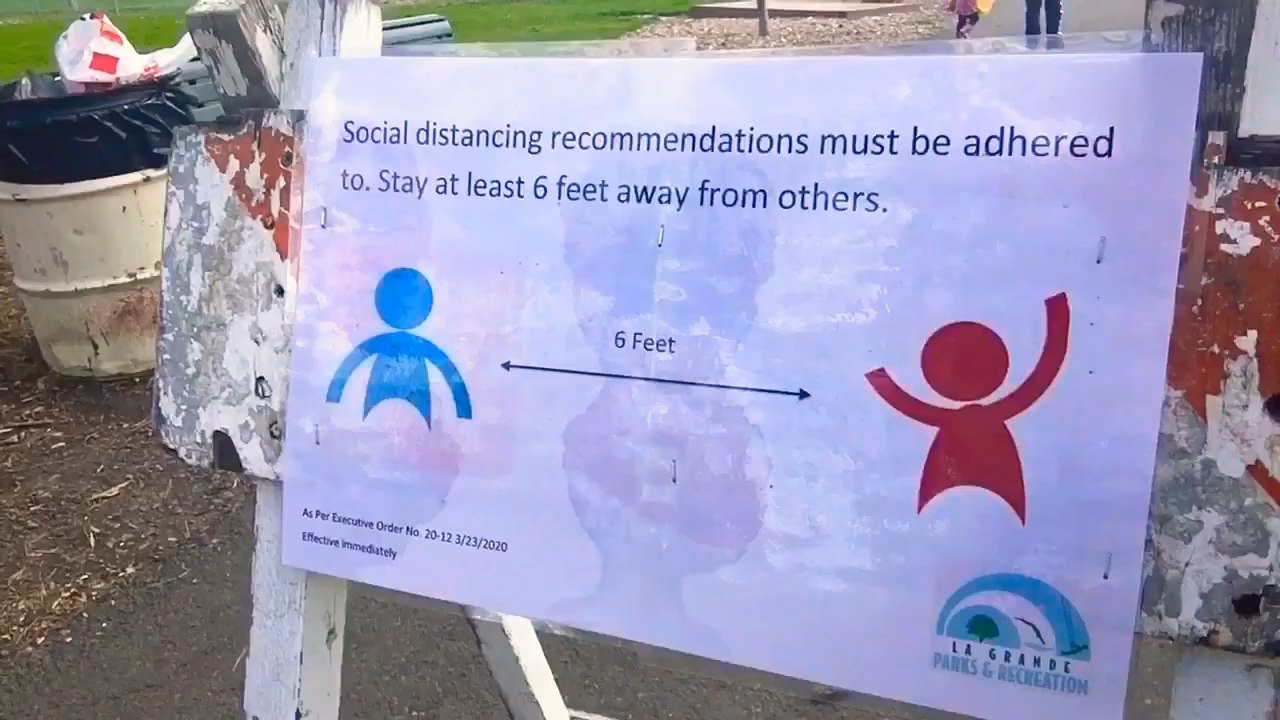 Social distancing recommendations must be adhered
to. Stay at least 6 feet away from others.
6 Feet
As Per Executive Order No. 20-12 3/23/2020
Effective Immediately
LA GRANDE
PARKS & RECREATION